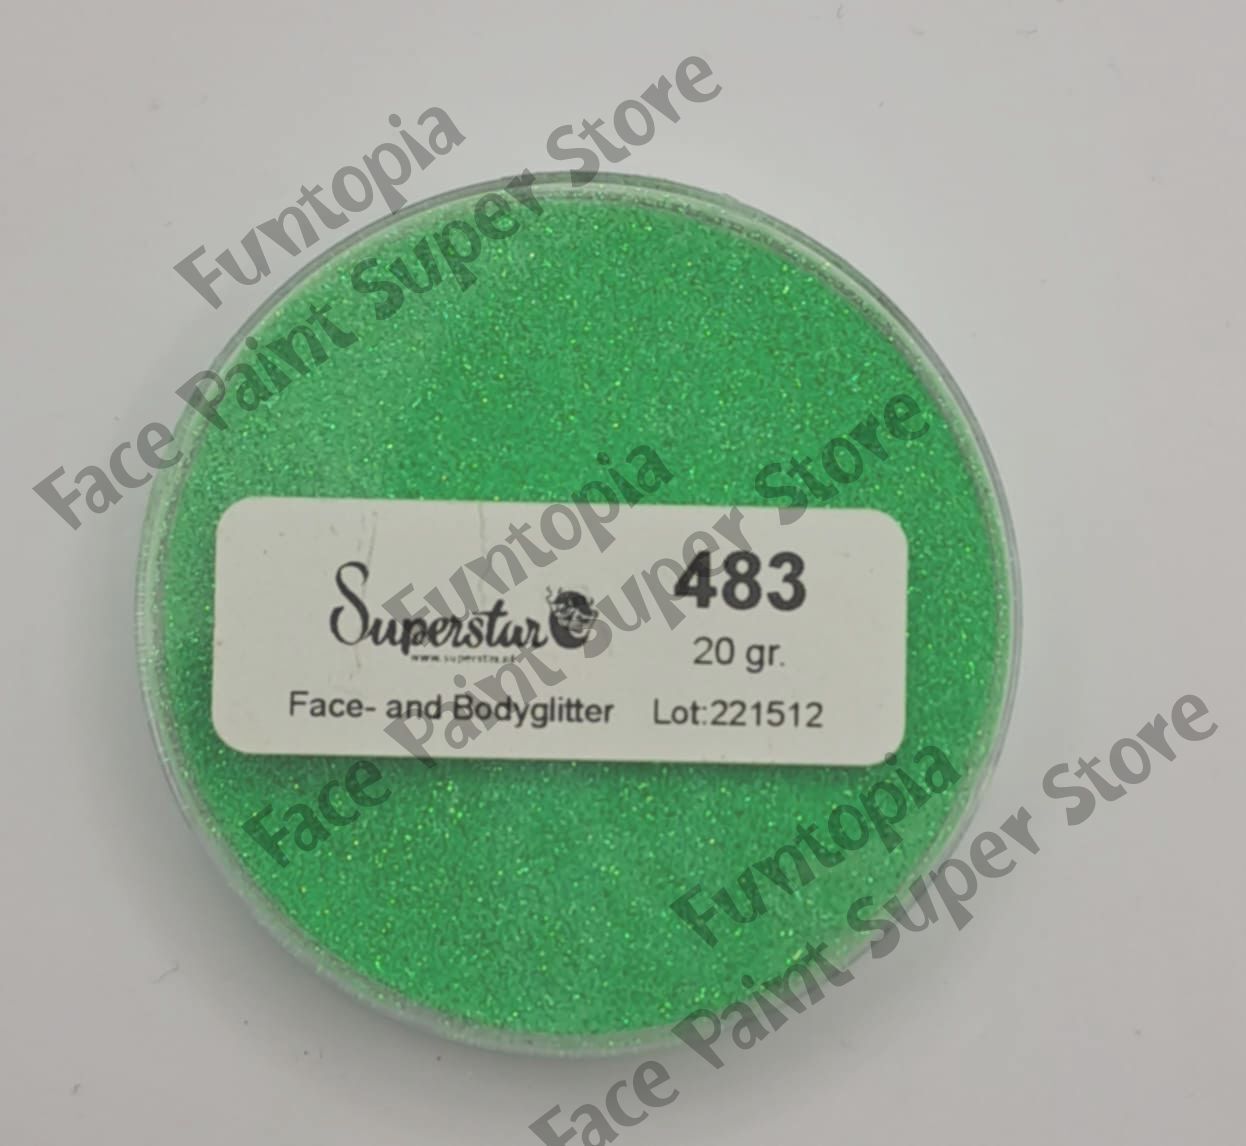 Funtopia
Face Paint Super Store
Superstar
483
20 gr.
Face- and Bodyglitter
Lot:221512
Funtopia
Face Paint Super Store
Funtopia
Face Paint Super Store